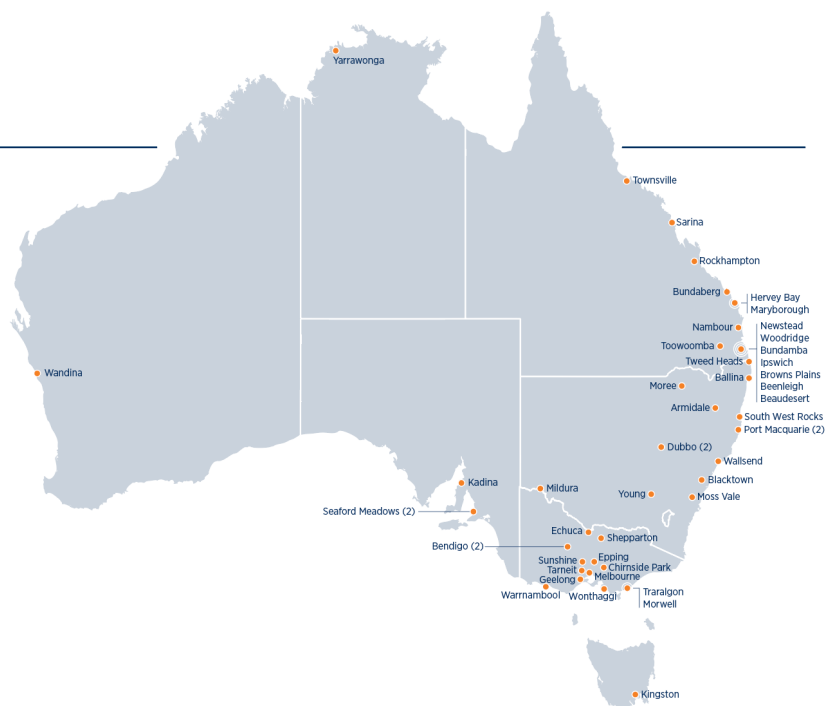 Yarrawonga
Townsville
Sarina
Rockhampton
Bundaberg
Hervey Bay
Maryborough
Nambour
Newstead
Woodridge
Toowoomba
Bundamba
Tweed Heads
Ipswich
Wandina
Ballina
Browns Plains
Moree
Beenleigh
Beaudesert
Armidale
South West Rocks
Port Macquarie (2)
Dubbo (2)
Wallsend
Kadina
Mildura
Young
Blacktown
Moss Vale
Seaford Meadows (2)
Echuca
Shepparton
Bendigo (2)
Sunshine
Epping
Tarneit
Chirnside Park
Geelong
Melbourne
Warrnambool
Wonthaggi
Traralgon
Morwell
Kingston